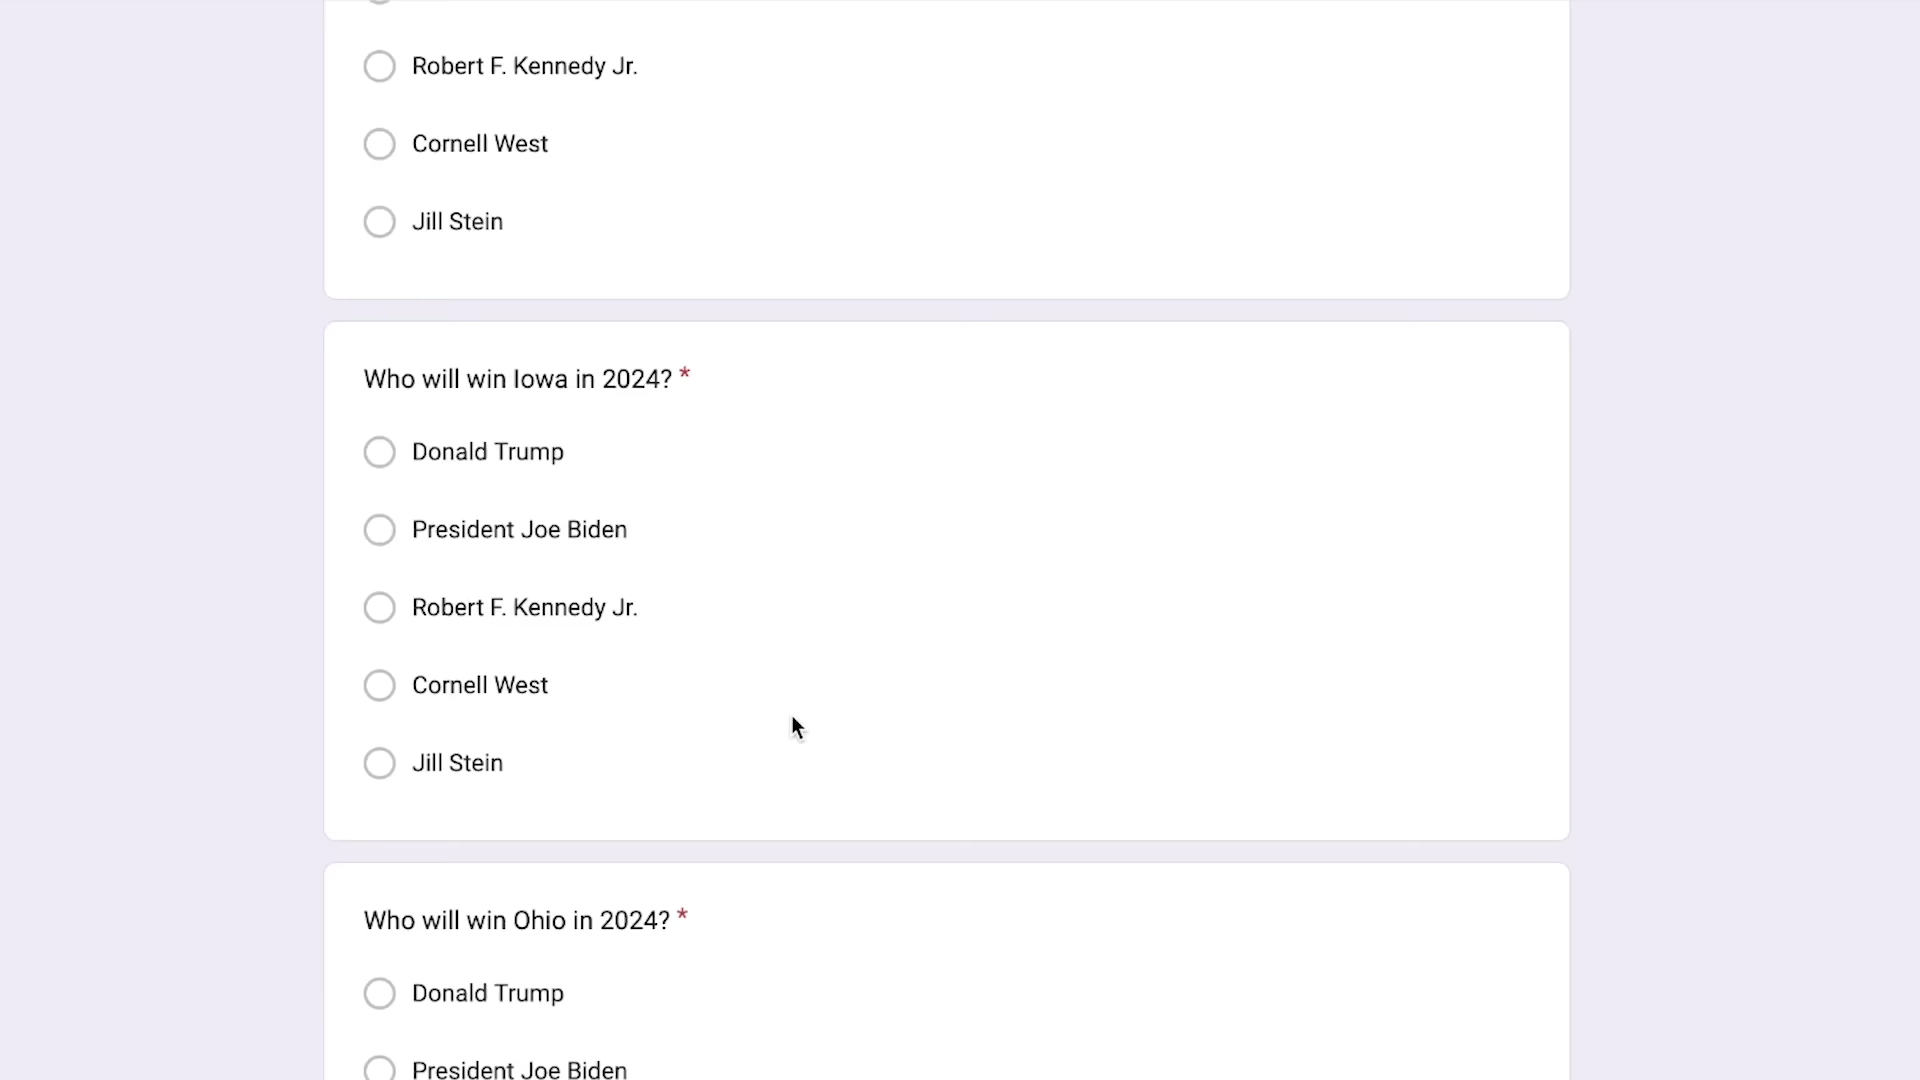 Robert F. Kennedy Jr.
Cornell West
Jill Stein
Who will win Iowa in 2024? *
Donald Trump
President Joe Biden
Robert F. Kennedy Jr.
Cornell West
Jill Stein
Who will win Ohio in 2024? *
Donald Trump
President Joe Biden